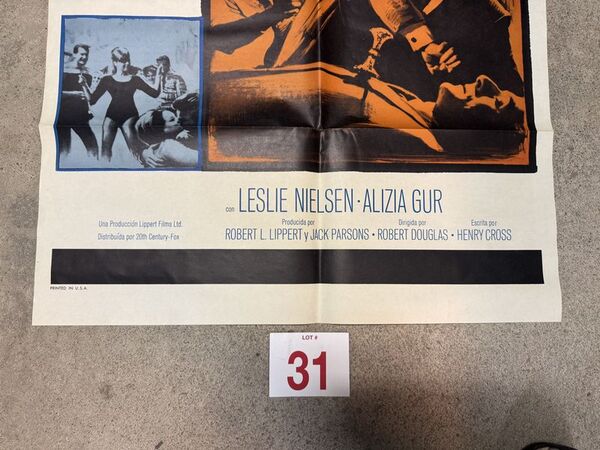 con LESLIE NIELSEN · ALIZIA GUR
Una Producción Lippert Films Ltd.
Distribuída por 20th Century-Fox
Producida por Dirigida por Escrita por
ROBERT L. LIPPERT y JACK PARSONS · ROBERT DOUGLAS · HENRY CROSS
PRINTED IN U.S.A.
LOT #
31